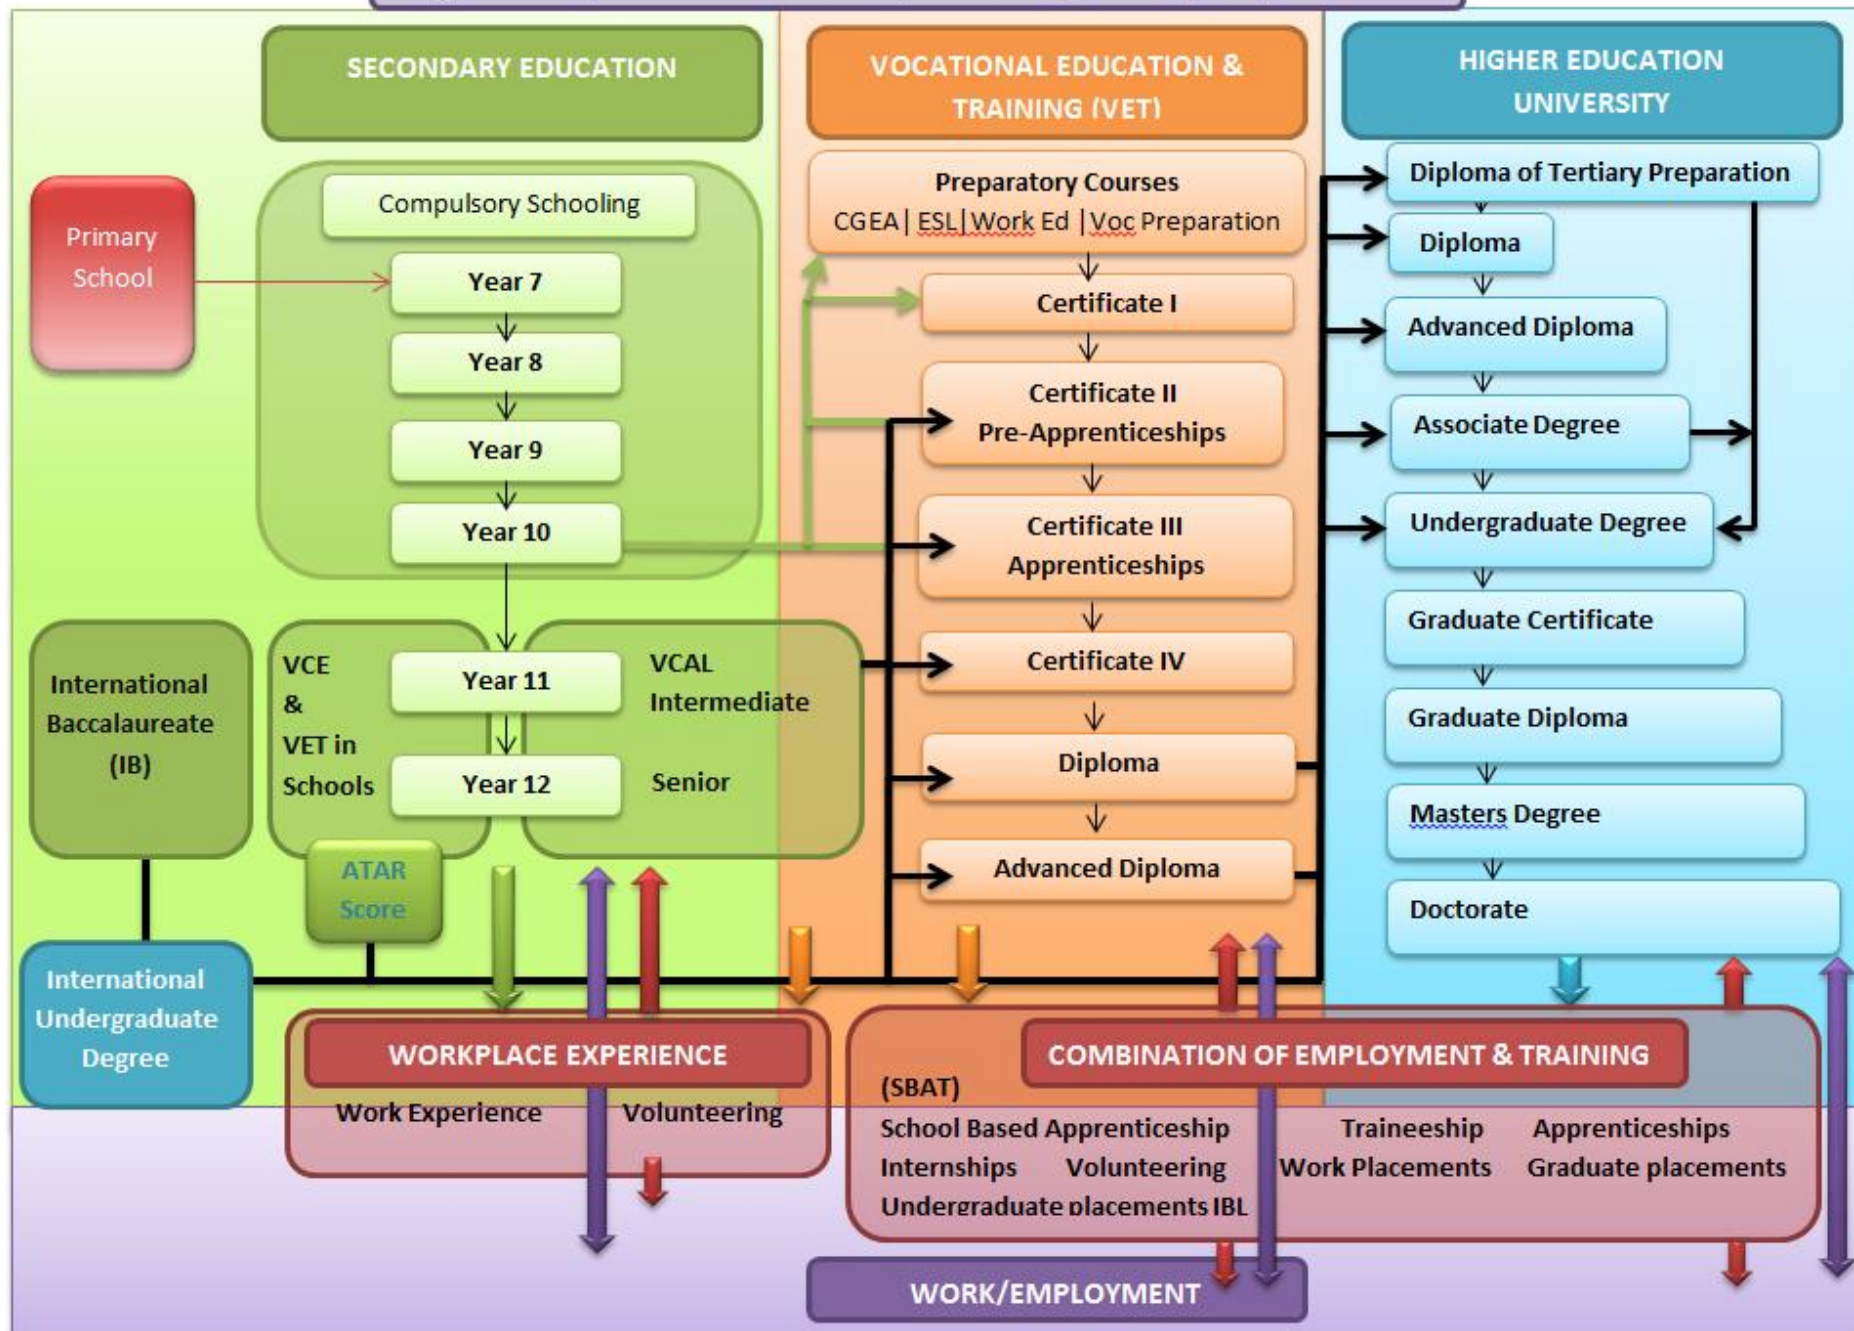 SECONDARY EDUCATION
VOCATIONAL EDUCATION &
TRAINING (VET)
HIGHER EDUCATION
UNIVERSITY
Primary
School
Compulsory Schooling
Year 7
Year 8
Year 9
Year 10
International
Baccalaureate
(IB)
VCE
&
VET in
Schools
Year 11
Year 12
VCAL
Intermediate
Senior
ATAR
Score
International
Undergraduate
Degree
Preparatory Courses
CGEA| ESL|Work Ed |Voc Preparation
Certificate I
Certificate II
Pre-Apprenticeships
Certificate III
Apprenticeships
Certificate IV
Diploma
Advanced Diploma
Diploma of Tertiary Preparation
Diploma
Advanced Diploma
Associate Degree
Undergraduate Degree
Graduate Certificate
Graduate Diploma
Masters Degree
Doctorate
WORKPLACE EXPERIENCE
Work Experience Volunteering
COMBINATION OF EMPLOYMENT & TRAINING
(SBAT)
School Based Apprenticeship Traineeship Apprenticeships
Internships Volunteering Work Placements Graduate placements
Undergraduate placements IBL
WORK/EMPLOYMENT